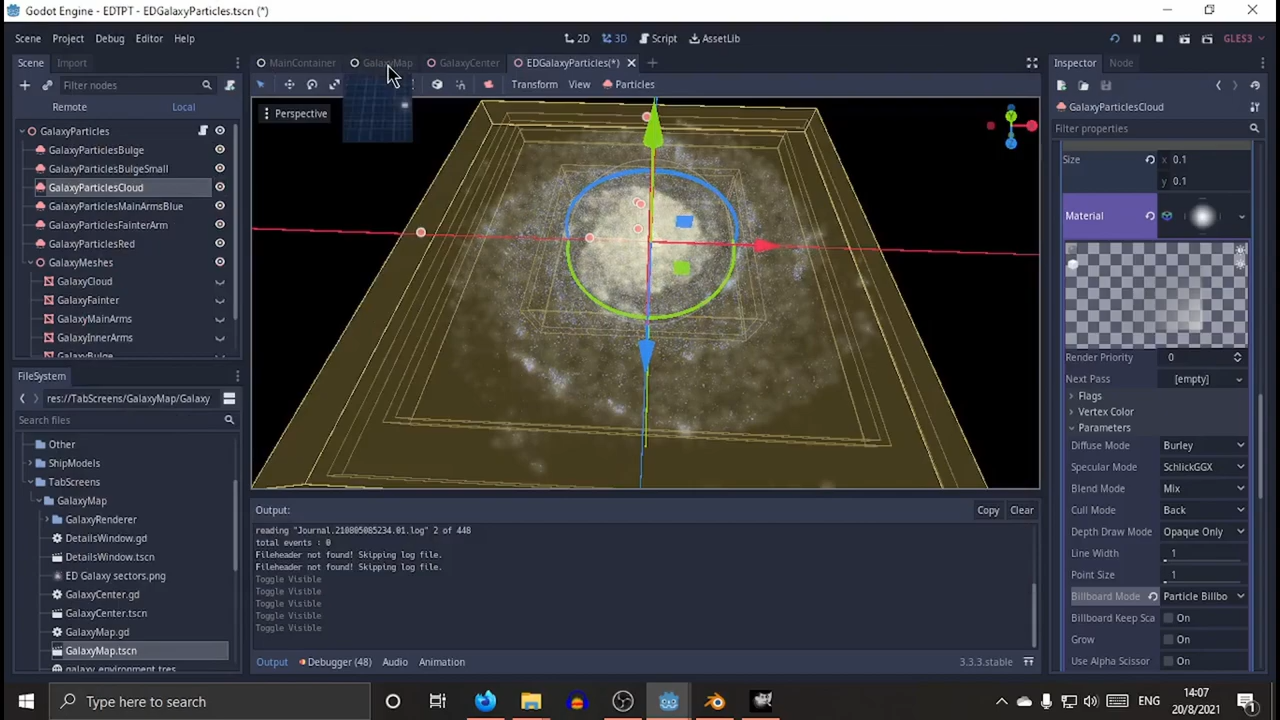 Godot Engine - EDTPT - EDGalaxyParticles.tscn (*)
Scene Project Debug Editor Help
2D 3D Script AssetLib
GLES3
Scene Import
MainContainer GalaxyMap GalaxyCenter EDGalaxyParticles(*)
Inspector Node
Filter nodes
Transform View Particles
Remote Local
Perspective
GalaxyParticlesCloud
Filter properties
GalaxyParticles
GalaxyParticlesBulge
GalaxyParticlesBulgeSmall
GalaxyParticlesCloud
GalaxyParticlesMainArmsBlue
GalaxyParticlesFainterArm
GalaxyParticlesRed
GalaxyMeshes
GalaxyCloud
GalaxyFainter
GalaxyMainArms
GalaxyInnerArms
GalaxyBulge
Y
Z
Size x 0.1
y 0.1
Material
Render Priority 0
Next Pass [empty]
Flags
Vertex Color
Parameters
Diffuse Mode Burley
Specular Mode SchlickGGX
Blend Mode Mix
Cull Mode Back
Depth Draw Mode Opaque Only
Line Width 1
Point Size 1
Billboard Mode Particle Billbo
Billboard Keep Sca On
Grow On
Use Alpha Scissor On
FileSystem
res://TabScreens/GalaxyMap/Galaxy
Search files
Other
ShipModels
TabScreens
GalaxyMap
GalaxyRenderer
DetailsWindow.gd
DetailsWindow.tscn
ED Galaxy sectors.png
GalaxyCenter.gd
GalaxyCenter.tscn
GalaxyMap.gd
GalaxyMap.tscn
galaxy_environment.tres
Output: Copy Clear
reading "Journal.210805085234.01.log" 2 of 448
total events : 0
Fileheader not found! Skipping log file.
Fileheader not found! Skipping log file.
Toggle Visible
Toggle Visible
Toggle Visible
Toggle Visible
Toggle Visible
Output Debugger (48) Audio Animation 3.3.3.stable
Type here to search
ENG
14:07
20/8/2021
1